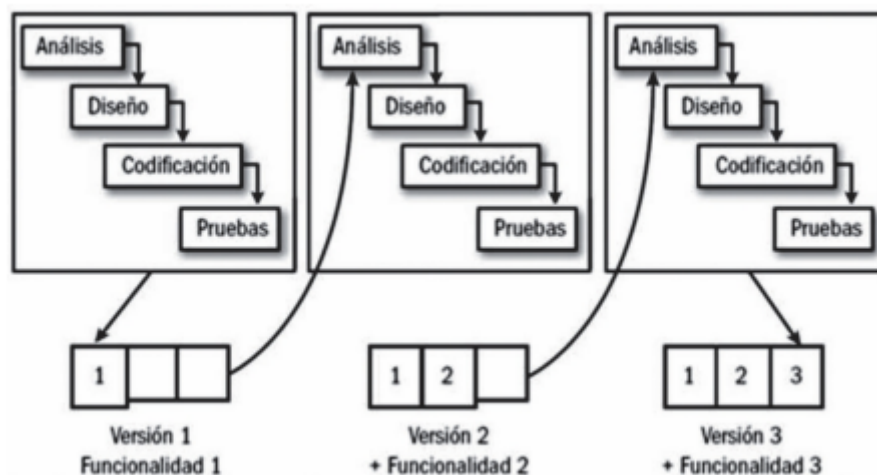 Análisis
Diseño
Codificación
Pruebas
Análisis
Diseño
Codificación
Pruebas
Análisis
Diseño
Codificación
Pruebas
1
Versión 1
Funcionalidad 1
1 2
Versión 2
+ Funcionalidad 2
1 2 3
Versión 3
+ Funcionalidad 3